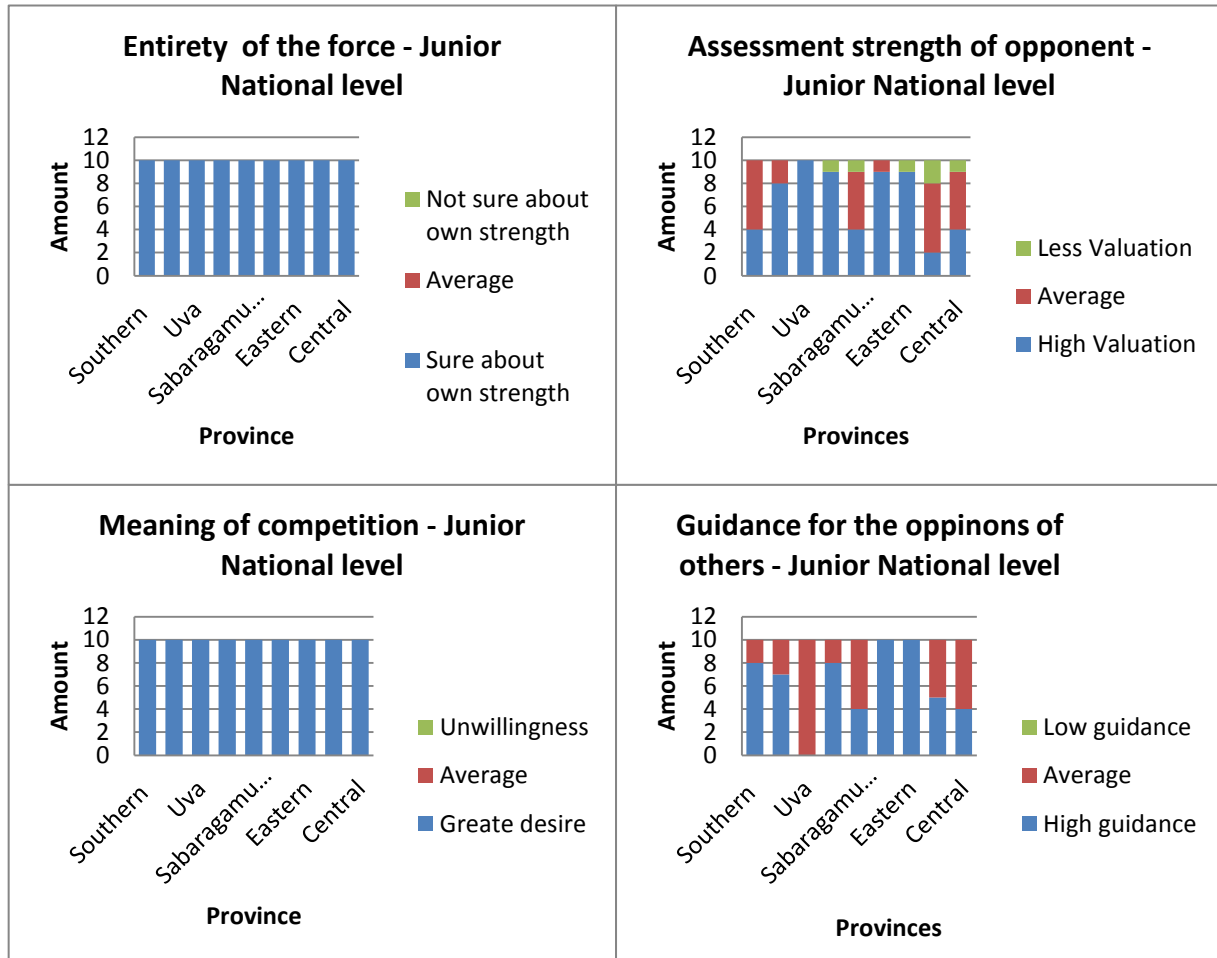 Entirety of the force - Junior
National level
Amount
12
10
8
6
4
2
0
Southern
Uva
Sabaragamu...
Eastern
Central
Province
Not sure about
own strength
Average
Sure about
own strength
Assessment strength of opponent -
Junior National level
Amount
12
10
8
6
4
2
0
Southern
Uva
Sabaragamu...
Eastern
Central
Provinces
Less Valuation
Average
High Valuation
Meaning of competition - Junior
National level
Amount
12
10
8
6
4
2
0
Southern
Uva
Sabaragamu...
Eastern
Central
Province
Unwillingness
Average
Greate desire
Guidance for the oppinons of
others - Junior National level
Amount
12
10
8
6
4
2
0
Southern
Uva
Sabaragamu...
Eastern
Central
Provinces
Low guidance
Average
High guidance